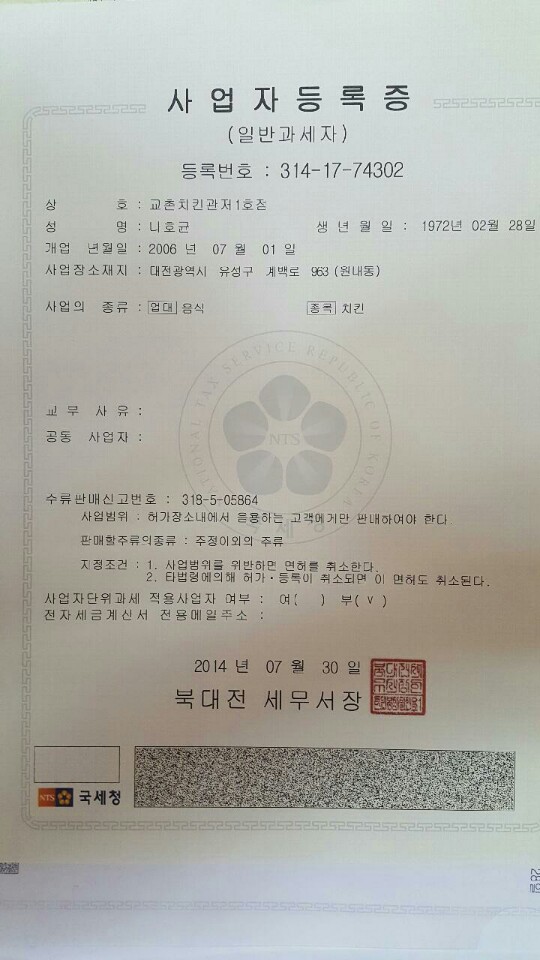 사업자등록증
(일반과세자)
등록번호 : 314-17-74302
상 호 : 교촌치킨관저1호점
성 명 : 나호균 생 년 월 일 : 1972년 02월 28일
개업 년월일 : 2006 년 07 월 01 일
사업장소재지 : 대전광역시 유성구 계백로 963 (원내동)
사업의 종류 : 업태 음식 종목 치킨
NATIONAL TAX SERVICE REPUBLIC OF KOREA
NTS
교 부 사 유 :
공동 사업자 :
주류판매신고번호 : 318-5-05864
사업범위 : 허가장소내에서 음용하는 고객에게만 판매하여야 한다
판매할주류의종류 : 주정이외의 주류
지정조건 : 1. 사업범위를 위반하면 면허를 취소한다.
2. 타법령에의해 허가·등록이 취소되면 이 면허도 취소된다.
사업자단위과세 적용사업자 여부 : 여( ) 부( v )
전자세금계산서 전용메일주소 :
2014 년 07 월 30 일
북대전 세무서장
NTS 국세청